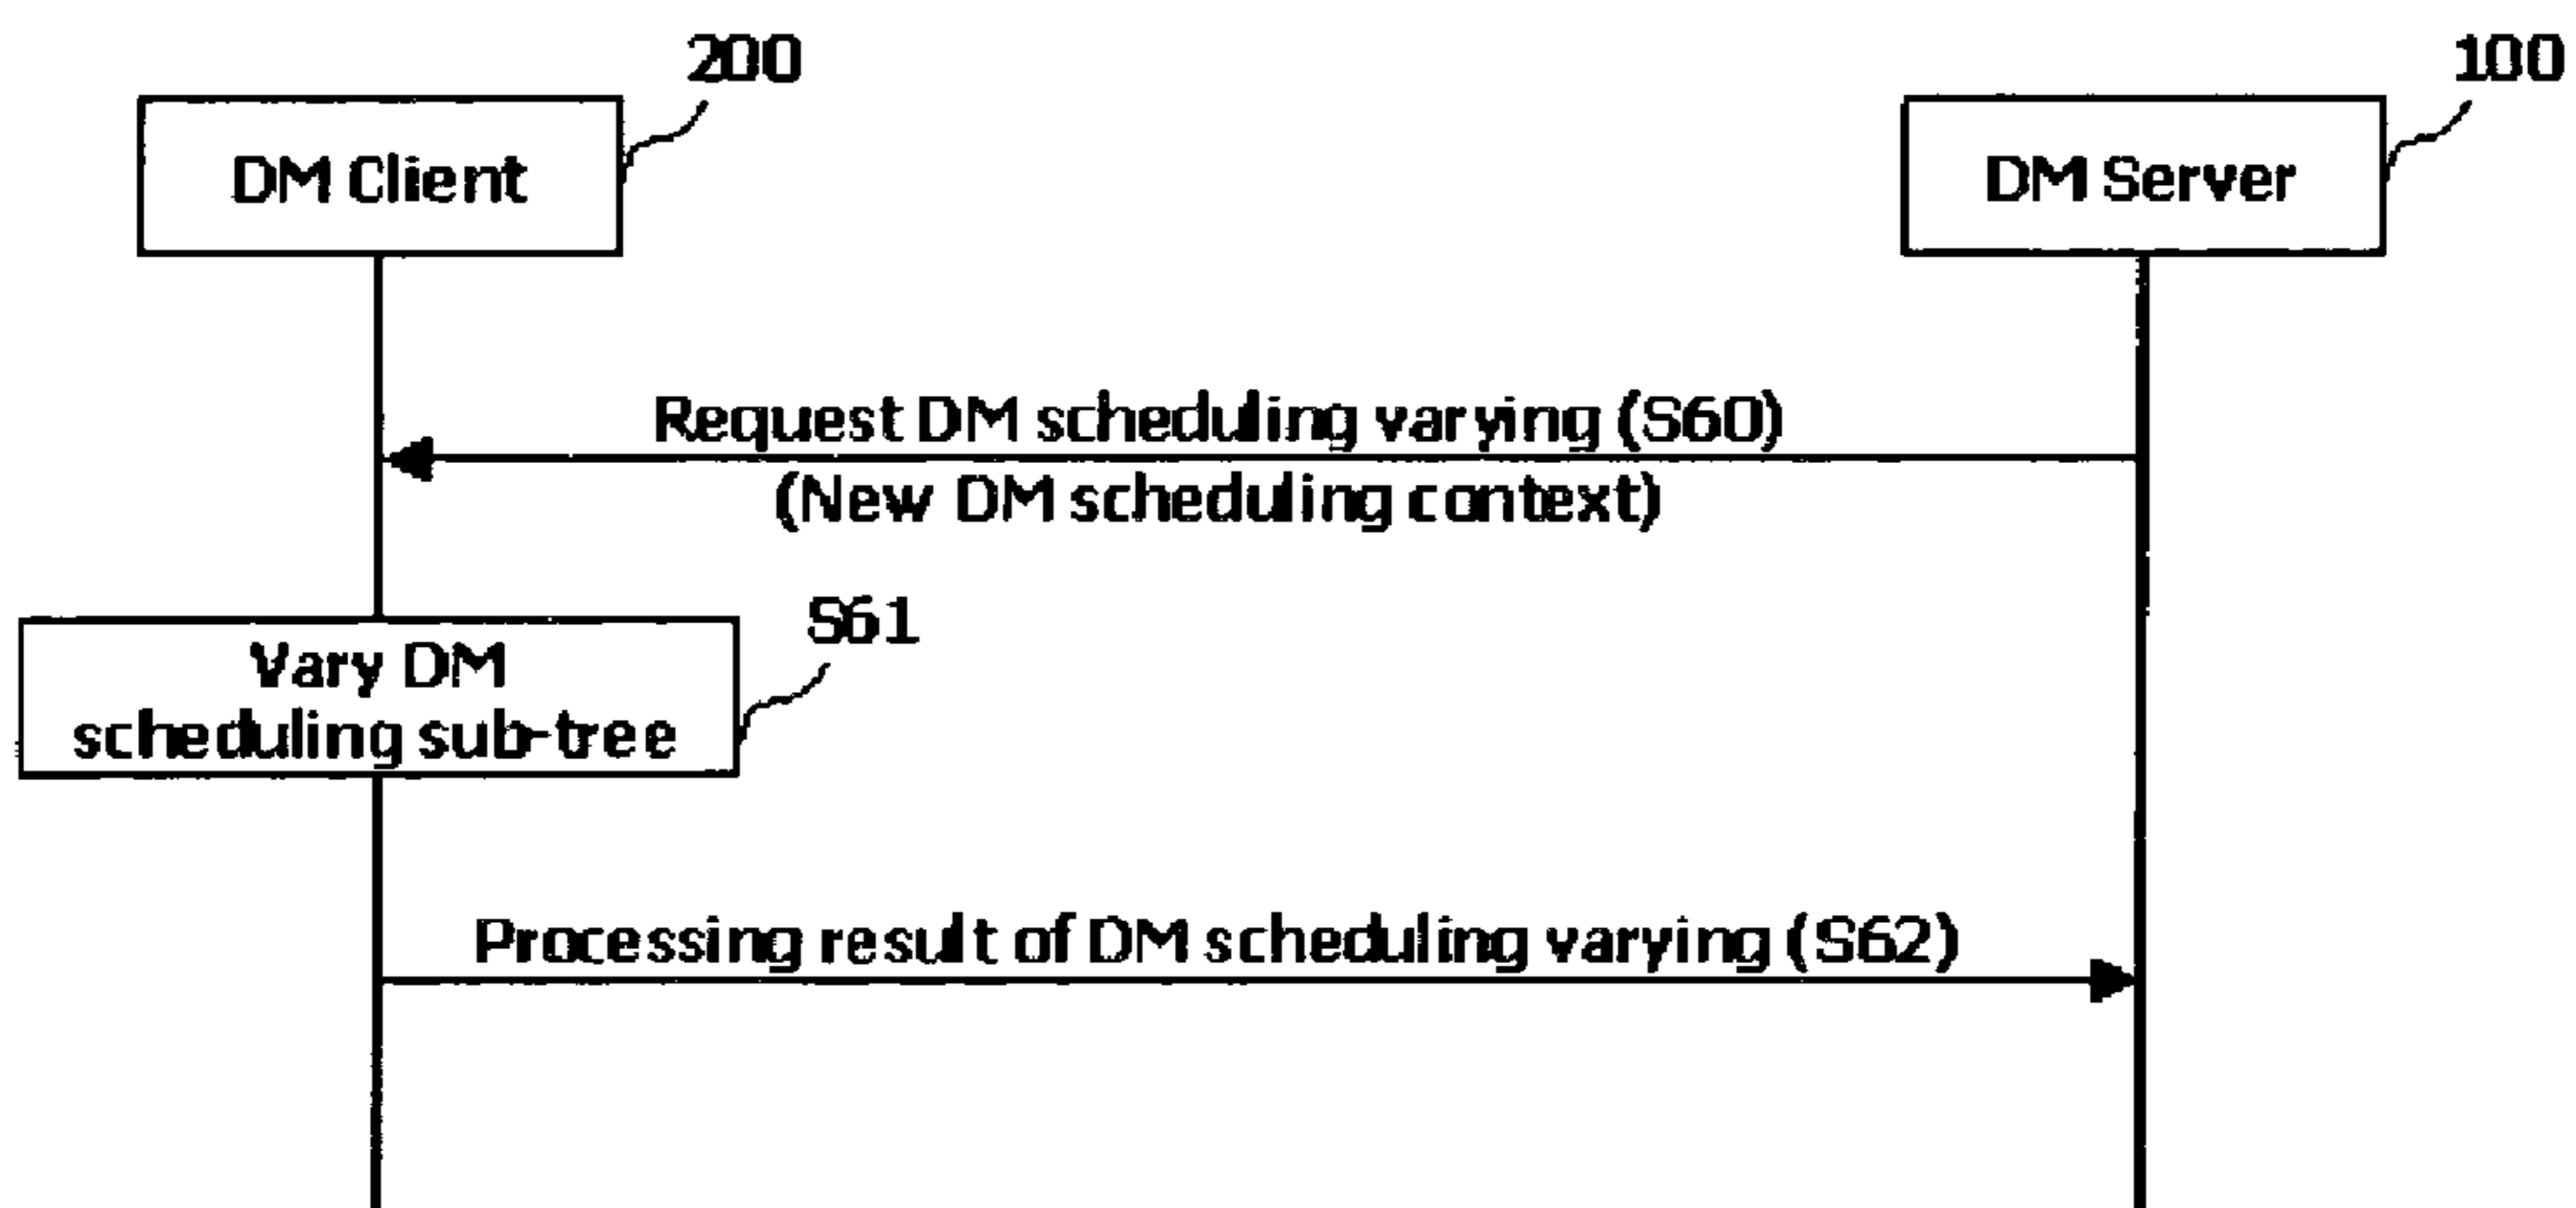 200
100
DM Client
DM Server
Request DM scheduling varying (S60)
(New DM scheduling context)
S61
Vary DM
scheduling sub-tree
Processing result of DM scheduling varying (S62)